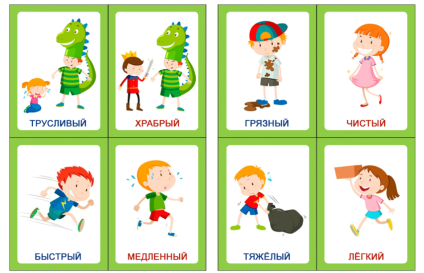 ТРУСЛИВЫЙ
ХРАБРЫЙ
ГРЯЗНЫЙ
ЧИСТЫЙ
БЫСТРЫЙ
МЕДЛЕННЫЙ
ТЯЖЁЛЫЙ
ЛЁГКИЙ